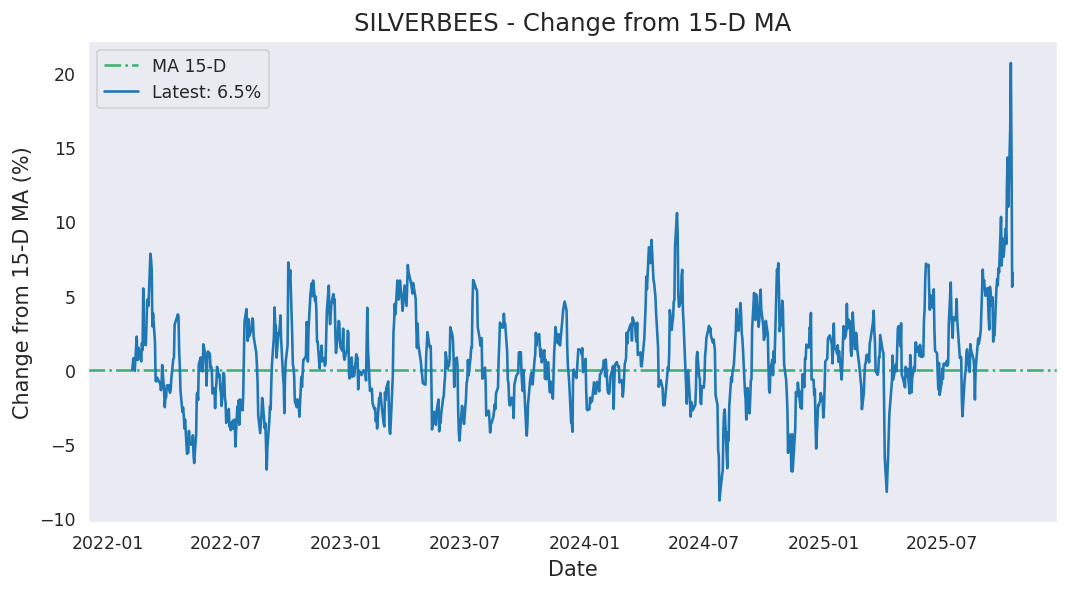 SILVERBEES - Change from 15-D MA
MA 15-D
Latest: 6.5%
Change from 15-D MA (%)
20
15
10
5
0
−5
−10
2022-01 2022-07 2023-01 2023-07 2024-01 2024-07 2025-01 2025-07
Date